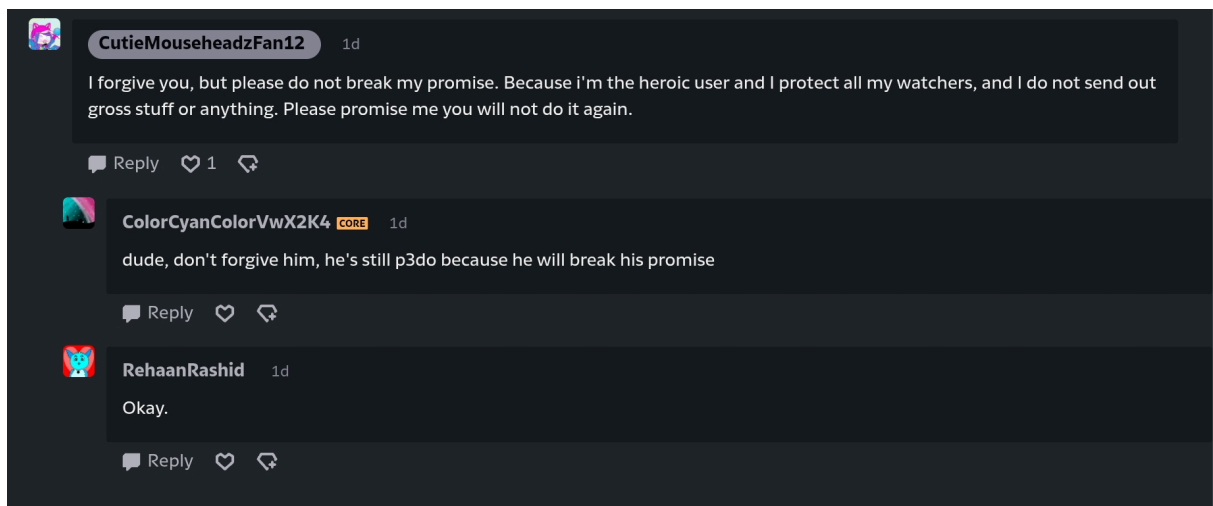 CutieMouseheadzFan12 1d
I forgive you, but please do not break my promise. Because i'm the heroic user and I protect all my watchers, and I do not send out
gross stuff or anything. Please promise me you will not do it again.
Reply 1
ColorCyanColorVwX2K4 CORE 1d
dude, don't forgive him, he's still p3do because he will break his promise
Reply
RehaanRashid 1d
Okay.
Reply